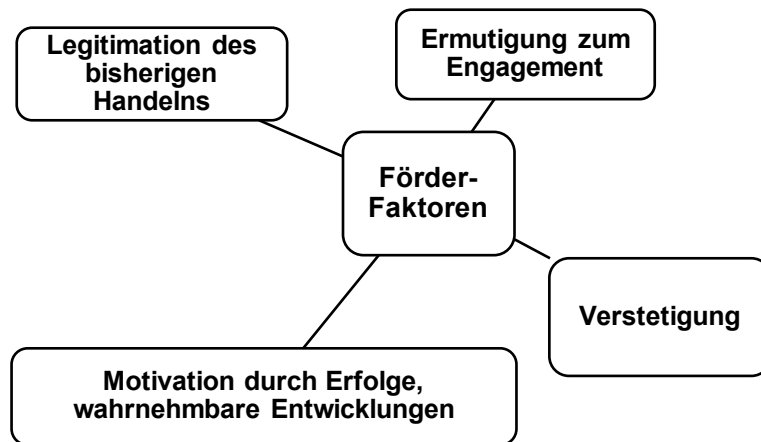 Legitimation des
bisherigen
Handelns
Ermutigung zum
Engagement
Förder-
Faktoren
Verstetigung
Motivation durch Erfolge,
wahrnehmbare Entwicklungen